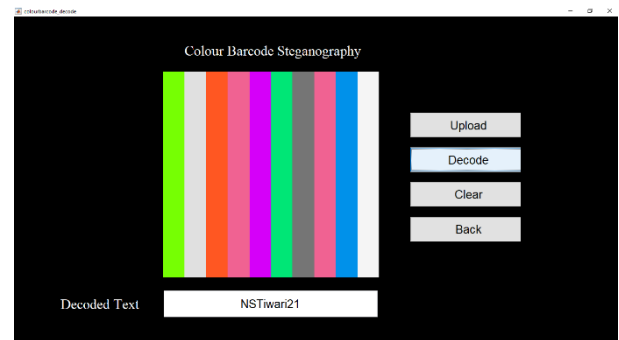 colourbarcode_decode
Colour Barcode Steganography
Upload
Decode
Clear
Back
Decoded Text
NSTiwari21